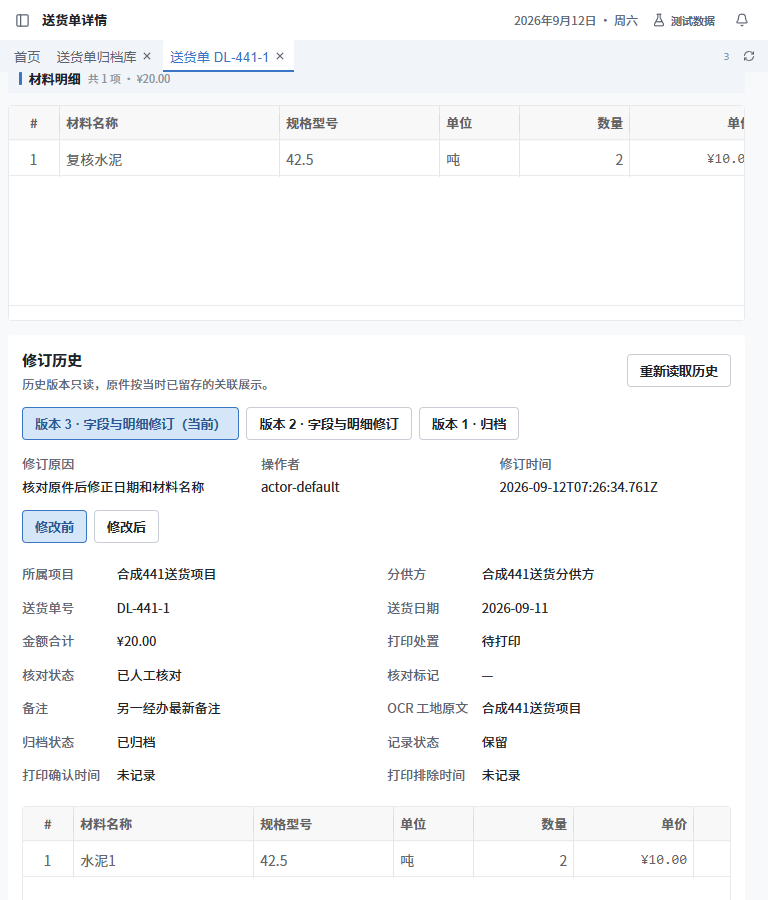 送货单详情
2026年9月12日 · 周六 测试数据
首页 送货单归档库 × 送货单 DL-441-1 × 3
材料明细 共 1 项 · ¥20.00
# 材料名称 规格型号 单位 数量
1 复核水泥 42.5 吨 2
修订历史
历史版本只读，原件按当时已留存的关联展示。
重新读取历史
版本 3 · 字段与明细修订（当前） 版本 2 · 字段与明细修订 版本 1 · 归档
修订原因 操作者 修订时间
核对原件后修正日期和材料名称 actor-default 2026-09-12T07:26:34.761Z
修改前 修改后
所属项目 合成441送货项目 分供方 合成441送货分供方
送货单号 DL-441-1 送货日期 2026-09-11
金额合计 ¥20.00 打印处置 待打印
核对状态 已人工核对 核对标记 —
备注 另一经办最新备注 OCR 工地原文 合成441送货项目
归档状态 已归档 记录状态 保留
打印确认时间 未记录 打印排除时间 未记录
# 材料名称 规格型号 单位 数量 单价
1 水泥1 42.5 吨 2 ¥10.00